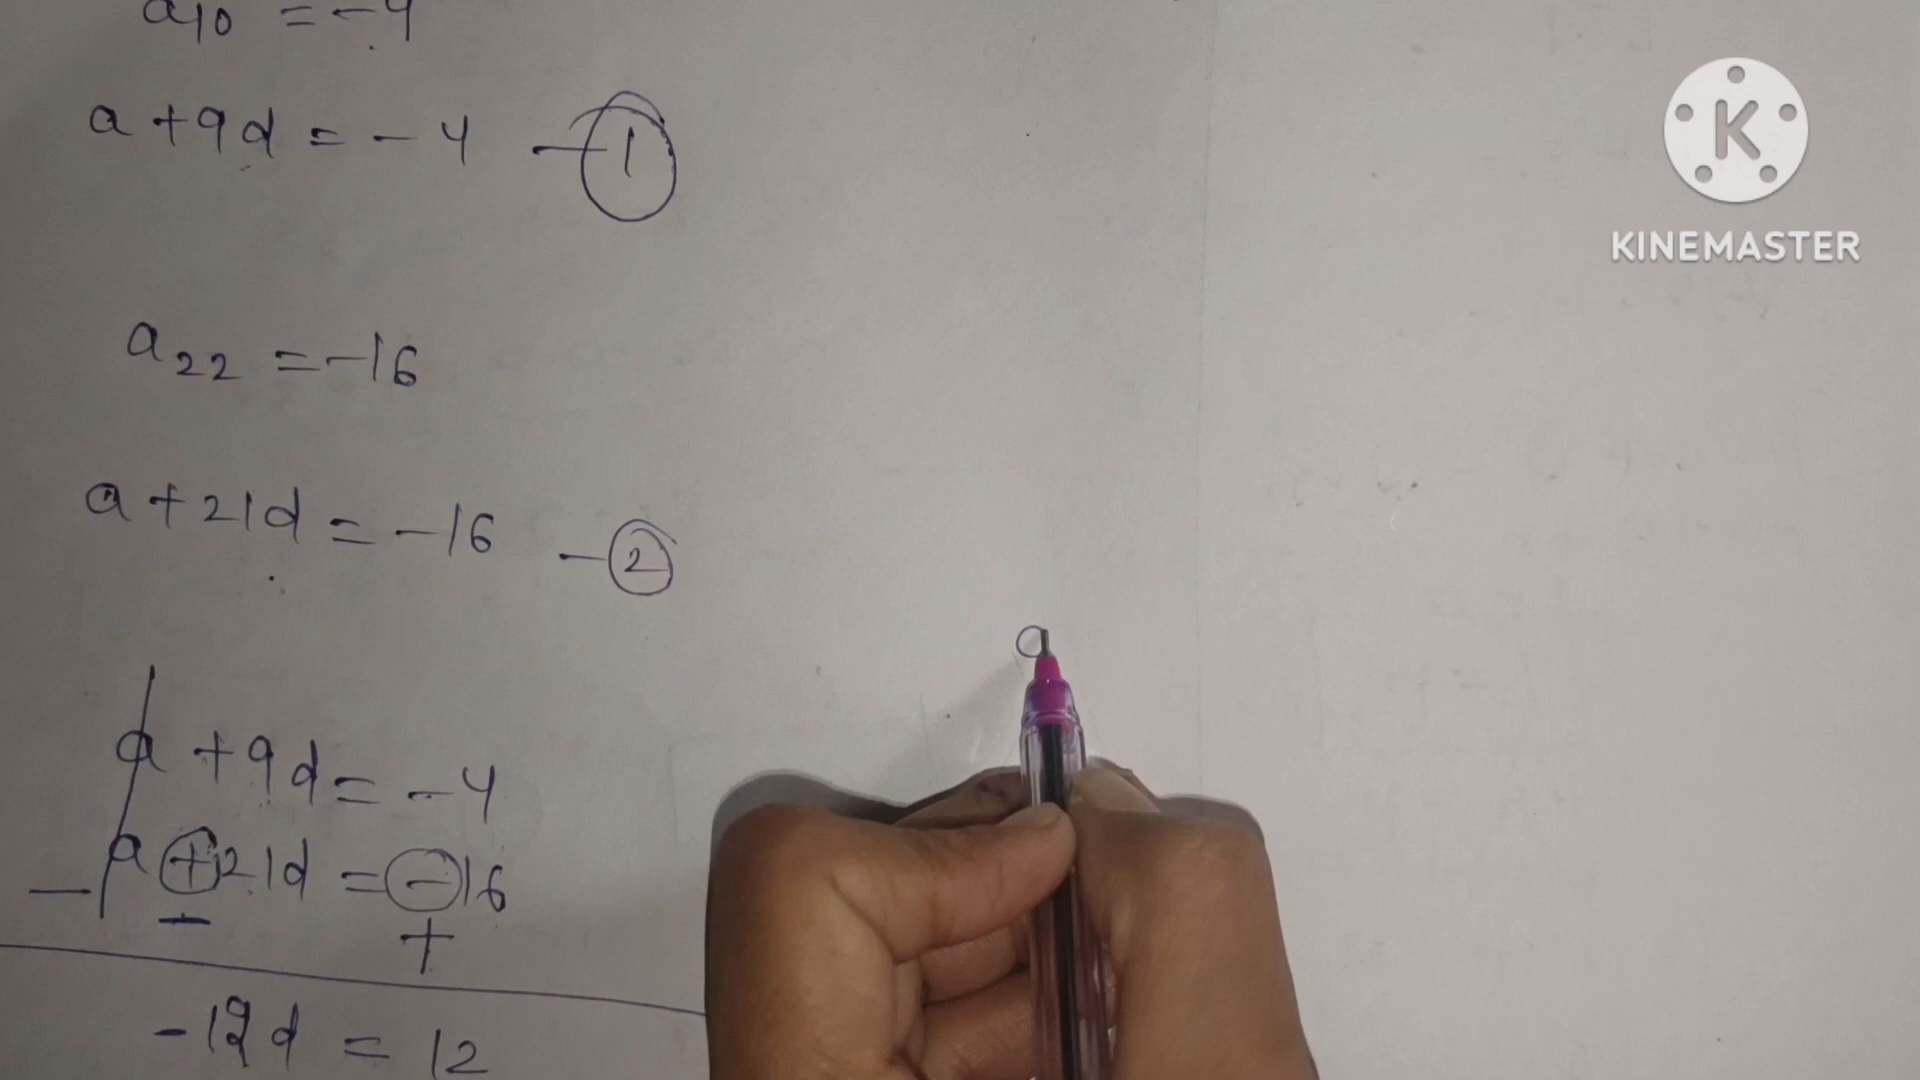 a10 = -4
a + 9d = -4 - 1
a22 = -16
a + 21d = -16 - 2
a + 9d = -4
- a + 21d = -16
- +
-12d = 12
KINEMASTER